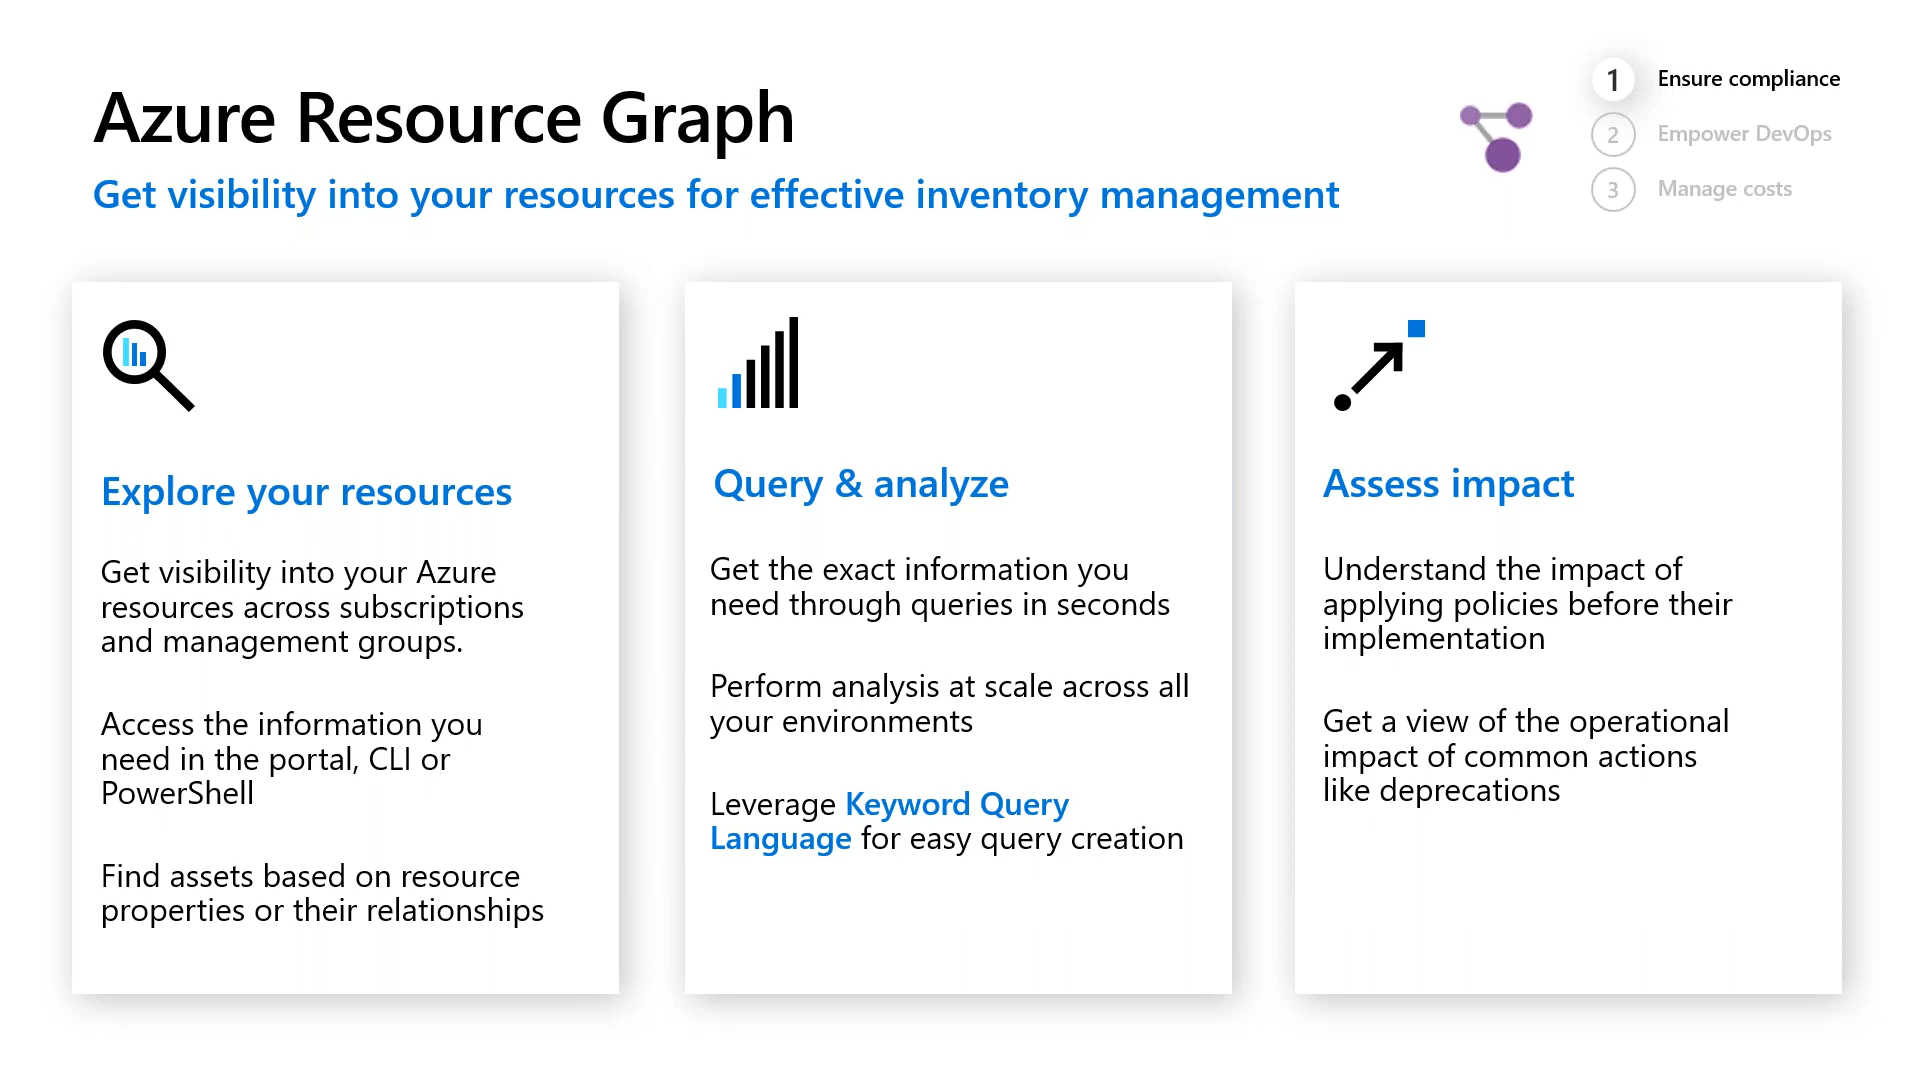 Azure Resource Graph
Get visibility into your resources for effective inventory management
1 Ensure compliance
2 Empower DevOps
3 Manage costs
Explore your resources
Get visibility into your Azure
resources across subscriptions
and management groups.
Access the information you
need in the portal, CLI or
PowerShell
Find assets based on resource
properties or their relationships
Query & analyze
Get the exact information you
need through queries in seconds
Perform analysis at scale across all
your environments
Leverage Keyword Query
Language for easy query creation
Assess impact
Understand the impact of
applying policies before their
implementation
Get a view of the operational
impact of common actions
like deprecations